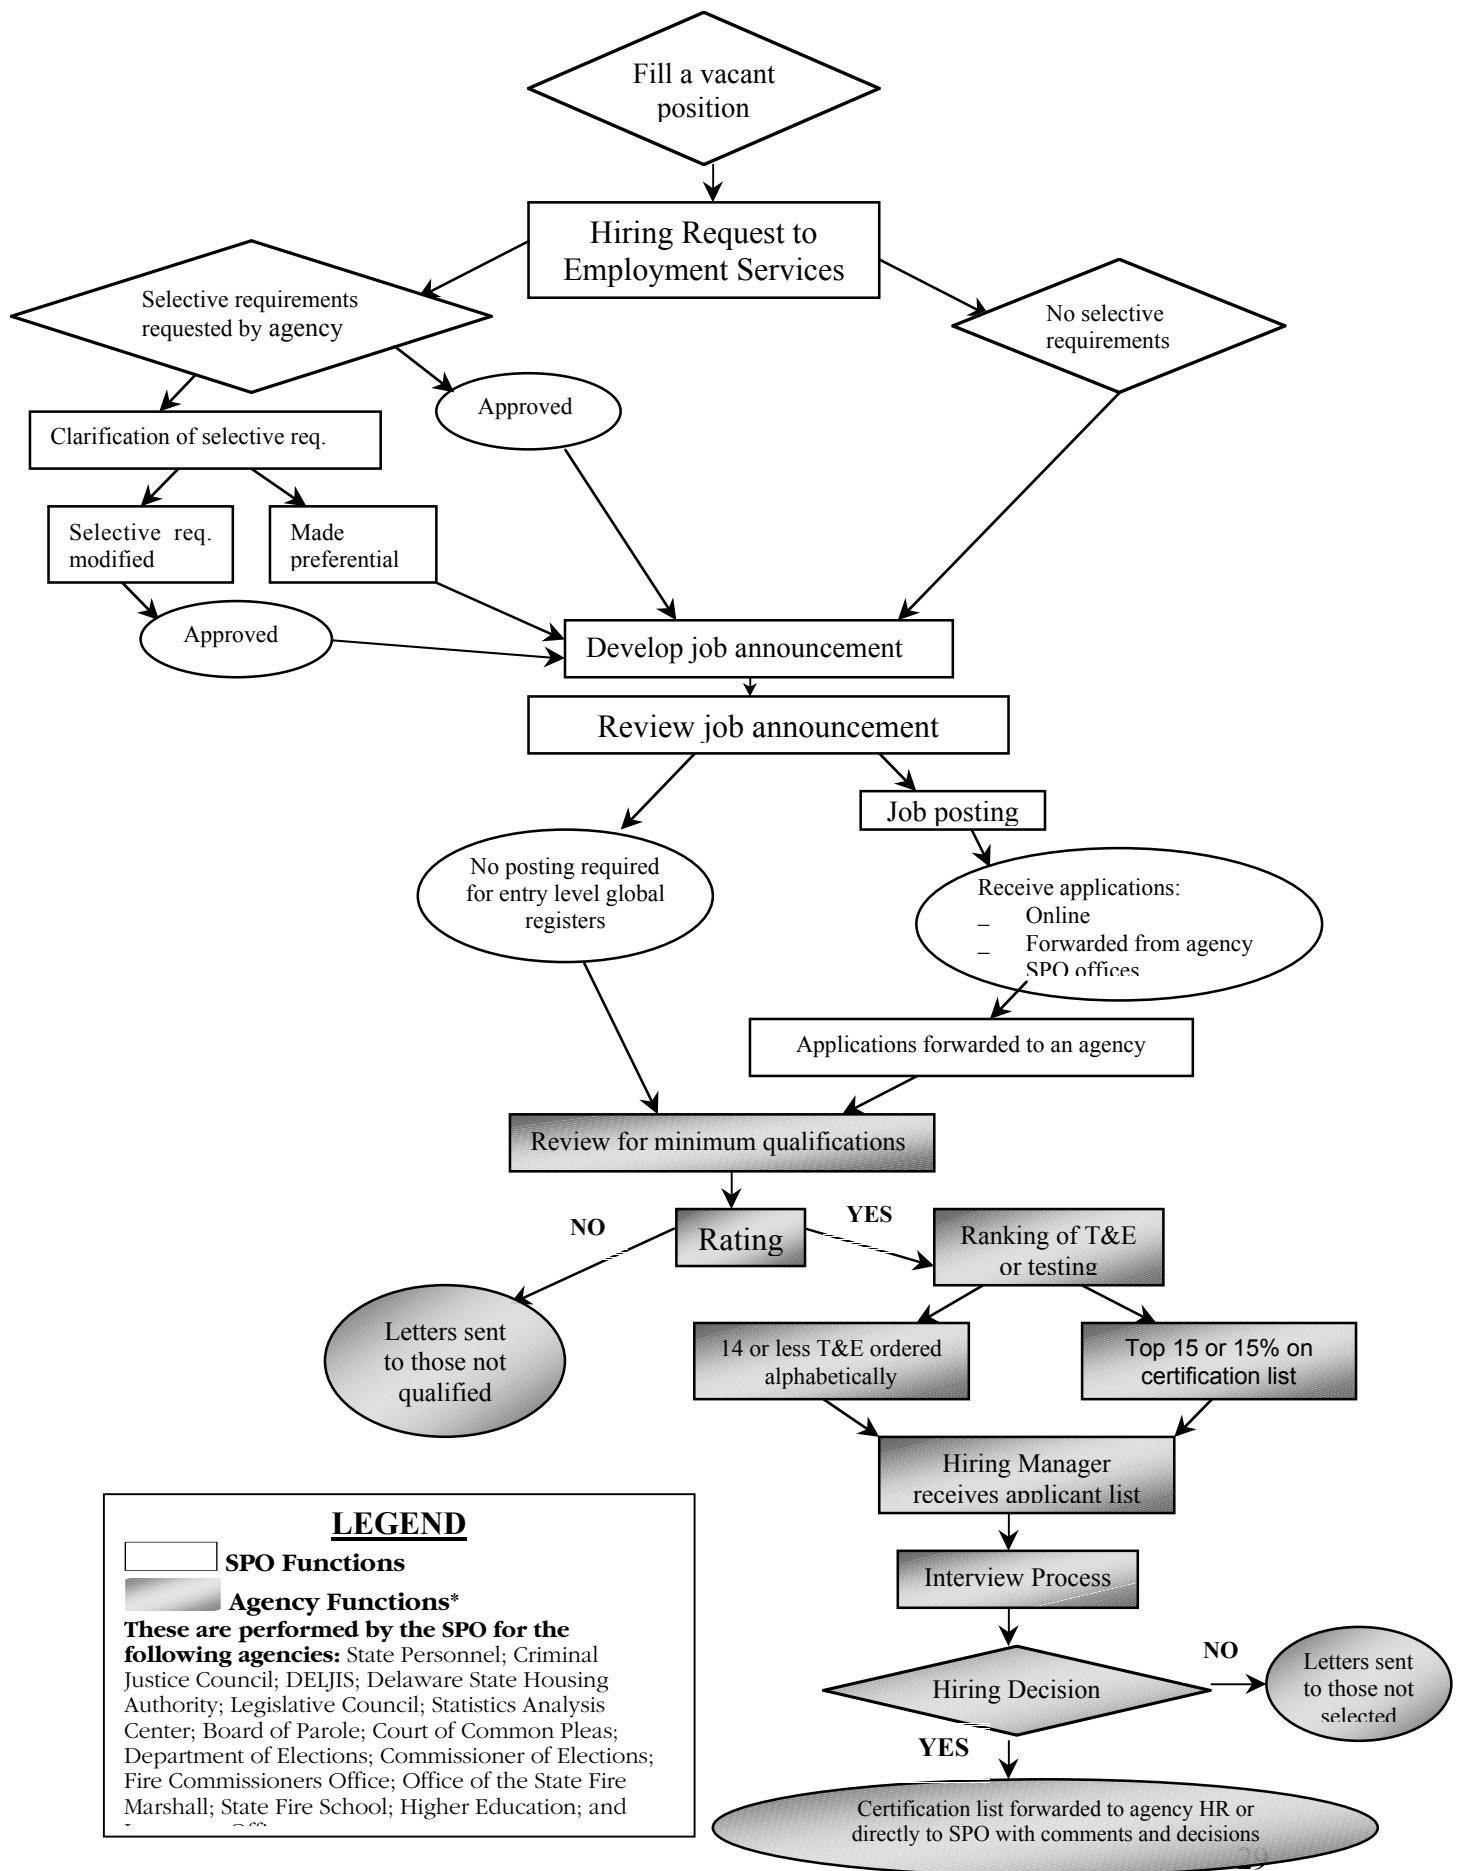 Fill a vacant
position
Hiring Request to
Employment Services
Selective requirements
requested by agency
No selective
requirements
Approved
Clarification of selective req.
Selective req.
modified
Made
preferential
Approved
Develop job announcement
Review job announcement
Job posting
No posting required
for entry level global
registers
Receive applications:
_ Online
_ Forwarded from agency
SPO offices
Applications forwarded to an agency
Review for minimum qualifications
NO
Rating
YES
Ranking of T&E
or testing
Letters sent
to those not
qualified
14 or less T&E ordered
alphabetically
Top 15 or 15% on
certification list
Hiring Manager
receives applicant list
Interview Process
Hiring Decision
NO
Letters sent
to those not
selected
YES
Certification list forwarded to agency HR or
directly to SPO with comments and decisions
LEGEND
SPO Functions
Agency Functions*
These are performed by the SPO for the
following agencies: State Personnel; Criminal
Justice Council; DELJIS; Delaware State Housing
Authority; Legislative Council; Statistics Analysis
Center; Board of Parole; Court of Common Pleas;
Department of Elections; Commissioner of Elections;
Fire Commissioners Office; Office of the State Fire
Marshall; State Fire School; Higher Education; and
29